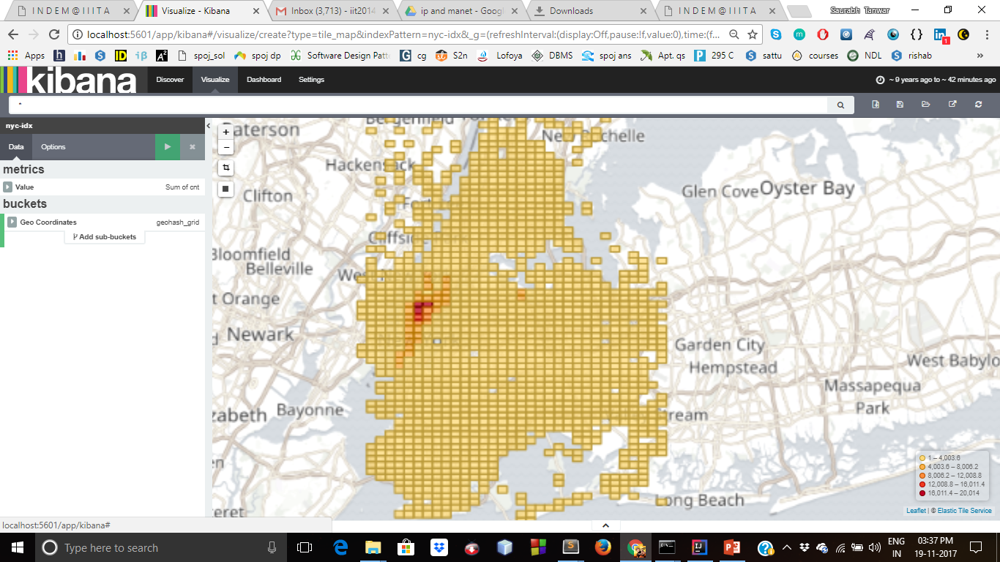 I N D E M @ I I I T A
Visualize - Kibana
Inbox (3,713) - iit2014
ip and manet - Goog
Downloads
I N D E M @ I I I T A
Saurabh Tanwar
localhost:5601/app/kibana#/visualize/create?type=tile_map&indexPattern=nyc-idx&_g=(refreshInterval:(display:Off,pause:!f,value:0),time:(f...
Apps
spoj_sol
spoj dp
Software Design Patt
cg
S2n
Lofoya
DBMS
spoj ans
Apt. qs
295 C
sattu
courses
NDL
rishab
»
kibana
Discover
Visualize
Dashboard
Settings
~ 9 years ago to ~ 42 minutes ago
*
nyc-idx
Data
Options
metrics
Value
Sum of cnt
buckets
Geo Coordinates
geohash_grid
Add sub-buckets
+
−
Bergenfield
Paterson
New Rochelle
Hackensack
Clifton
Fort
Glen Cove
Oyster Bay
Cliffsi
Bloomfield
Belleville
t Orange
Newark
Garden City
Hempstead
West Babylo
Massapequa
Park
Bayonne
zabeth
ream
Long Beach
en
eret
1 – 4,003.6
4,003.6 – 8,006.2
8,006.2 – 12,008.8
12,008.8 – 16,011.4
16,011.4 – 20,014
Leaflet | © Elastic Tile Service
localhost:5601/app/kibana#
Type here to search
ENG
IN
03:37 PM
19-11-2017